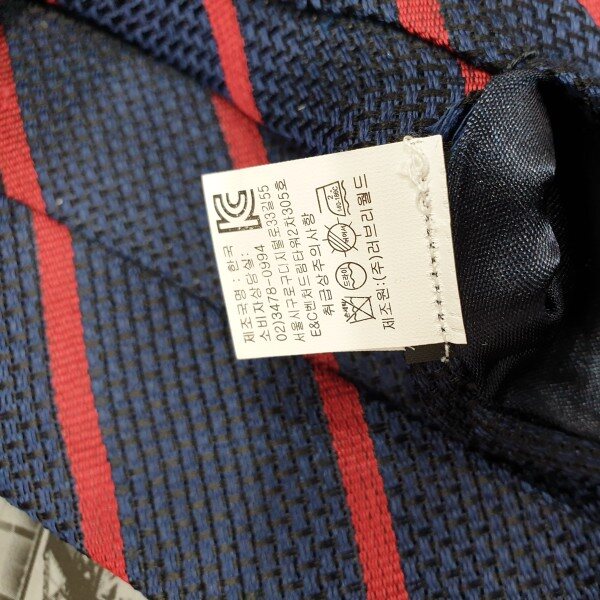 KC
제조국명 : 한국
소비자상담실:
02)3478-0994
서울시구로구디지털로33길55
E&C벤처드림타워2차305호
취급상주의사항
드라이
제조원 : (주)러브리월드